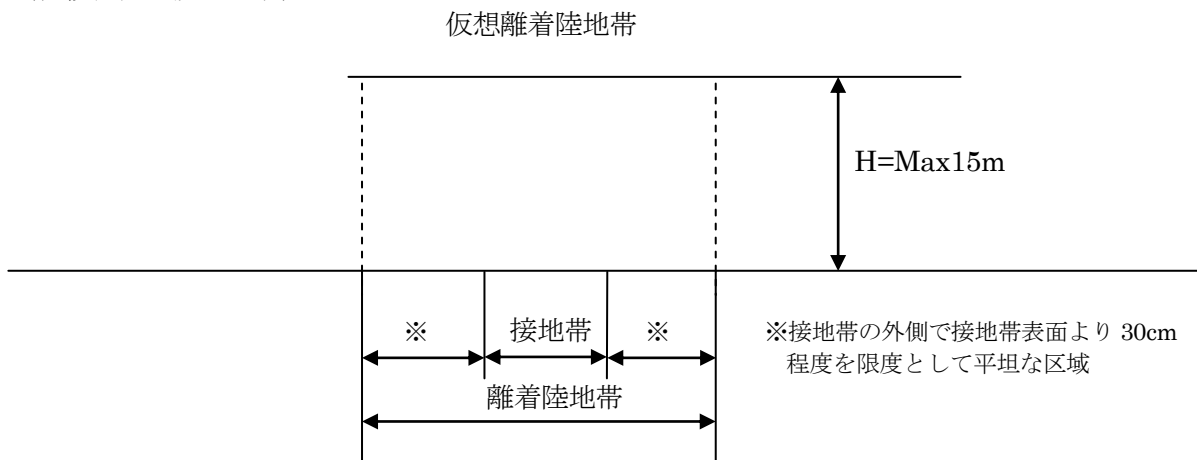 仮想離着陸地帯
H=Max15m
※
接地帯
※
※接地帯の外側で接地帯表面より 30cm
程度を限度として平坦な区域
離着陸地帯